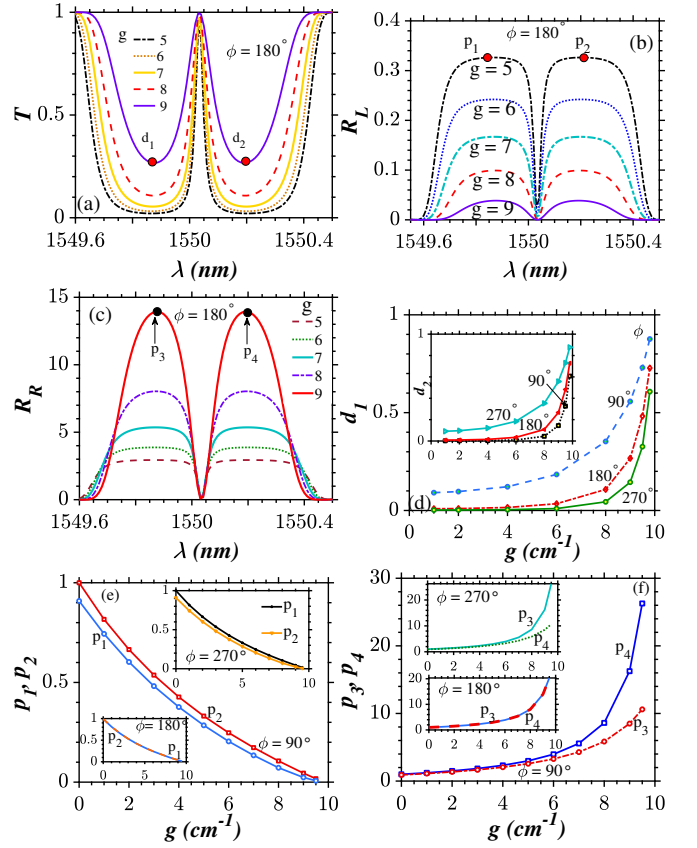 g
ϕ = 180°
5
6
7
8
9
d1
d2
T
1
0.5
0
(a)
1549.6
1550
1550.4
λ (nm)
p1
ϕ = 180°
p2
(b)
g = 5
g = 6
g = 7
g = 8
g = 9
R_L
0.4
0.3
0.2
0.1
0
1549.6
1550
1550.4
λ (nm)
(c)
ϕ = 180°
g
5
6
7
8
9
p3
p4
R_R
15
10
5
0
1549.6
1550
1550.4
λ (nm)
d_1
1
0.5
0
d_2
1
0
0
2
4
6
8
10
90°
270°
180°
ϕ
90°
180°
270°
(d)
0
2
4
6
8
10
g (cm⁻¹)
(e)
p1, p2
1
0.5
0
p1
p2
ϕ = 270°
1
0.5
0
0
5
10
p1
p2
ϕ = 90°
ϕ = 180°
1
0.5
0
p2
p1
0
5
10
0
2
4
6
8
10
g (cm⁻¹)
(f)
p3, p4
30
20
10
0
ϕ = 270°
20
10
0
p3
p4
0
2
4
6
8
10
ϕ = 180°
20
10
0
p3
p4
0
2
4
6
8
10
p4
p3
ϕ = 90°
0
2
4
6
8
10
g (cm⁻¹)